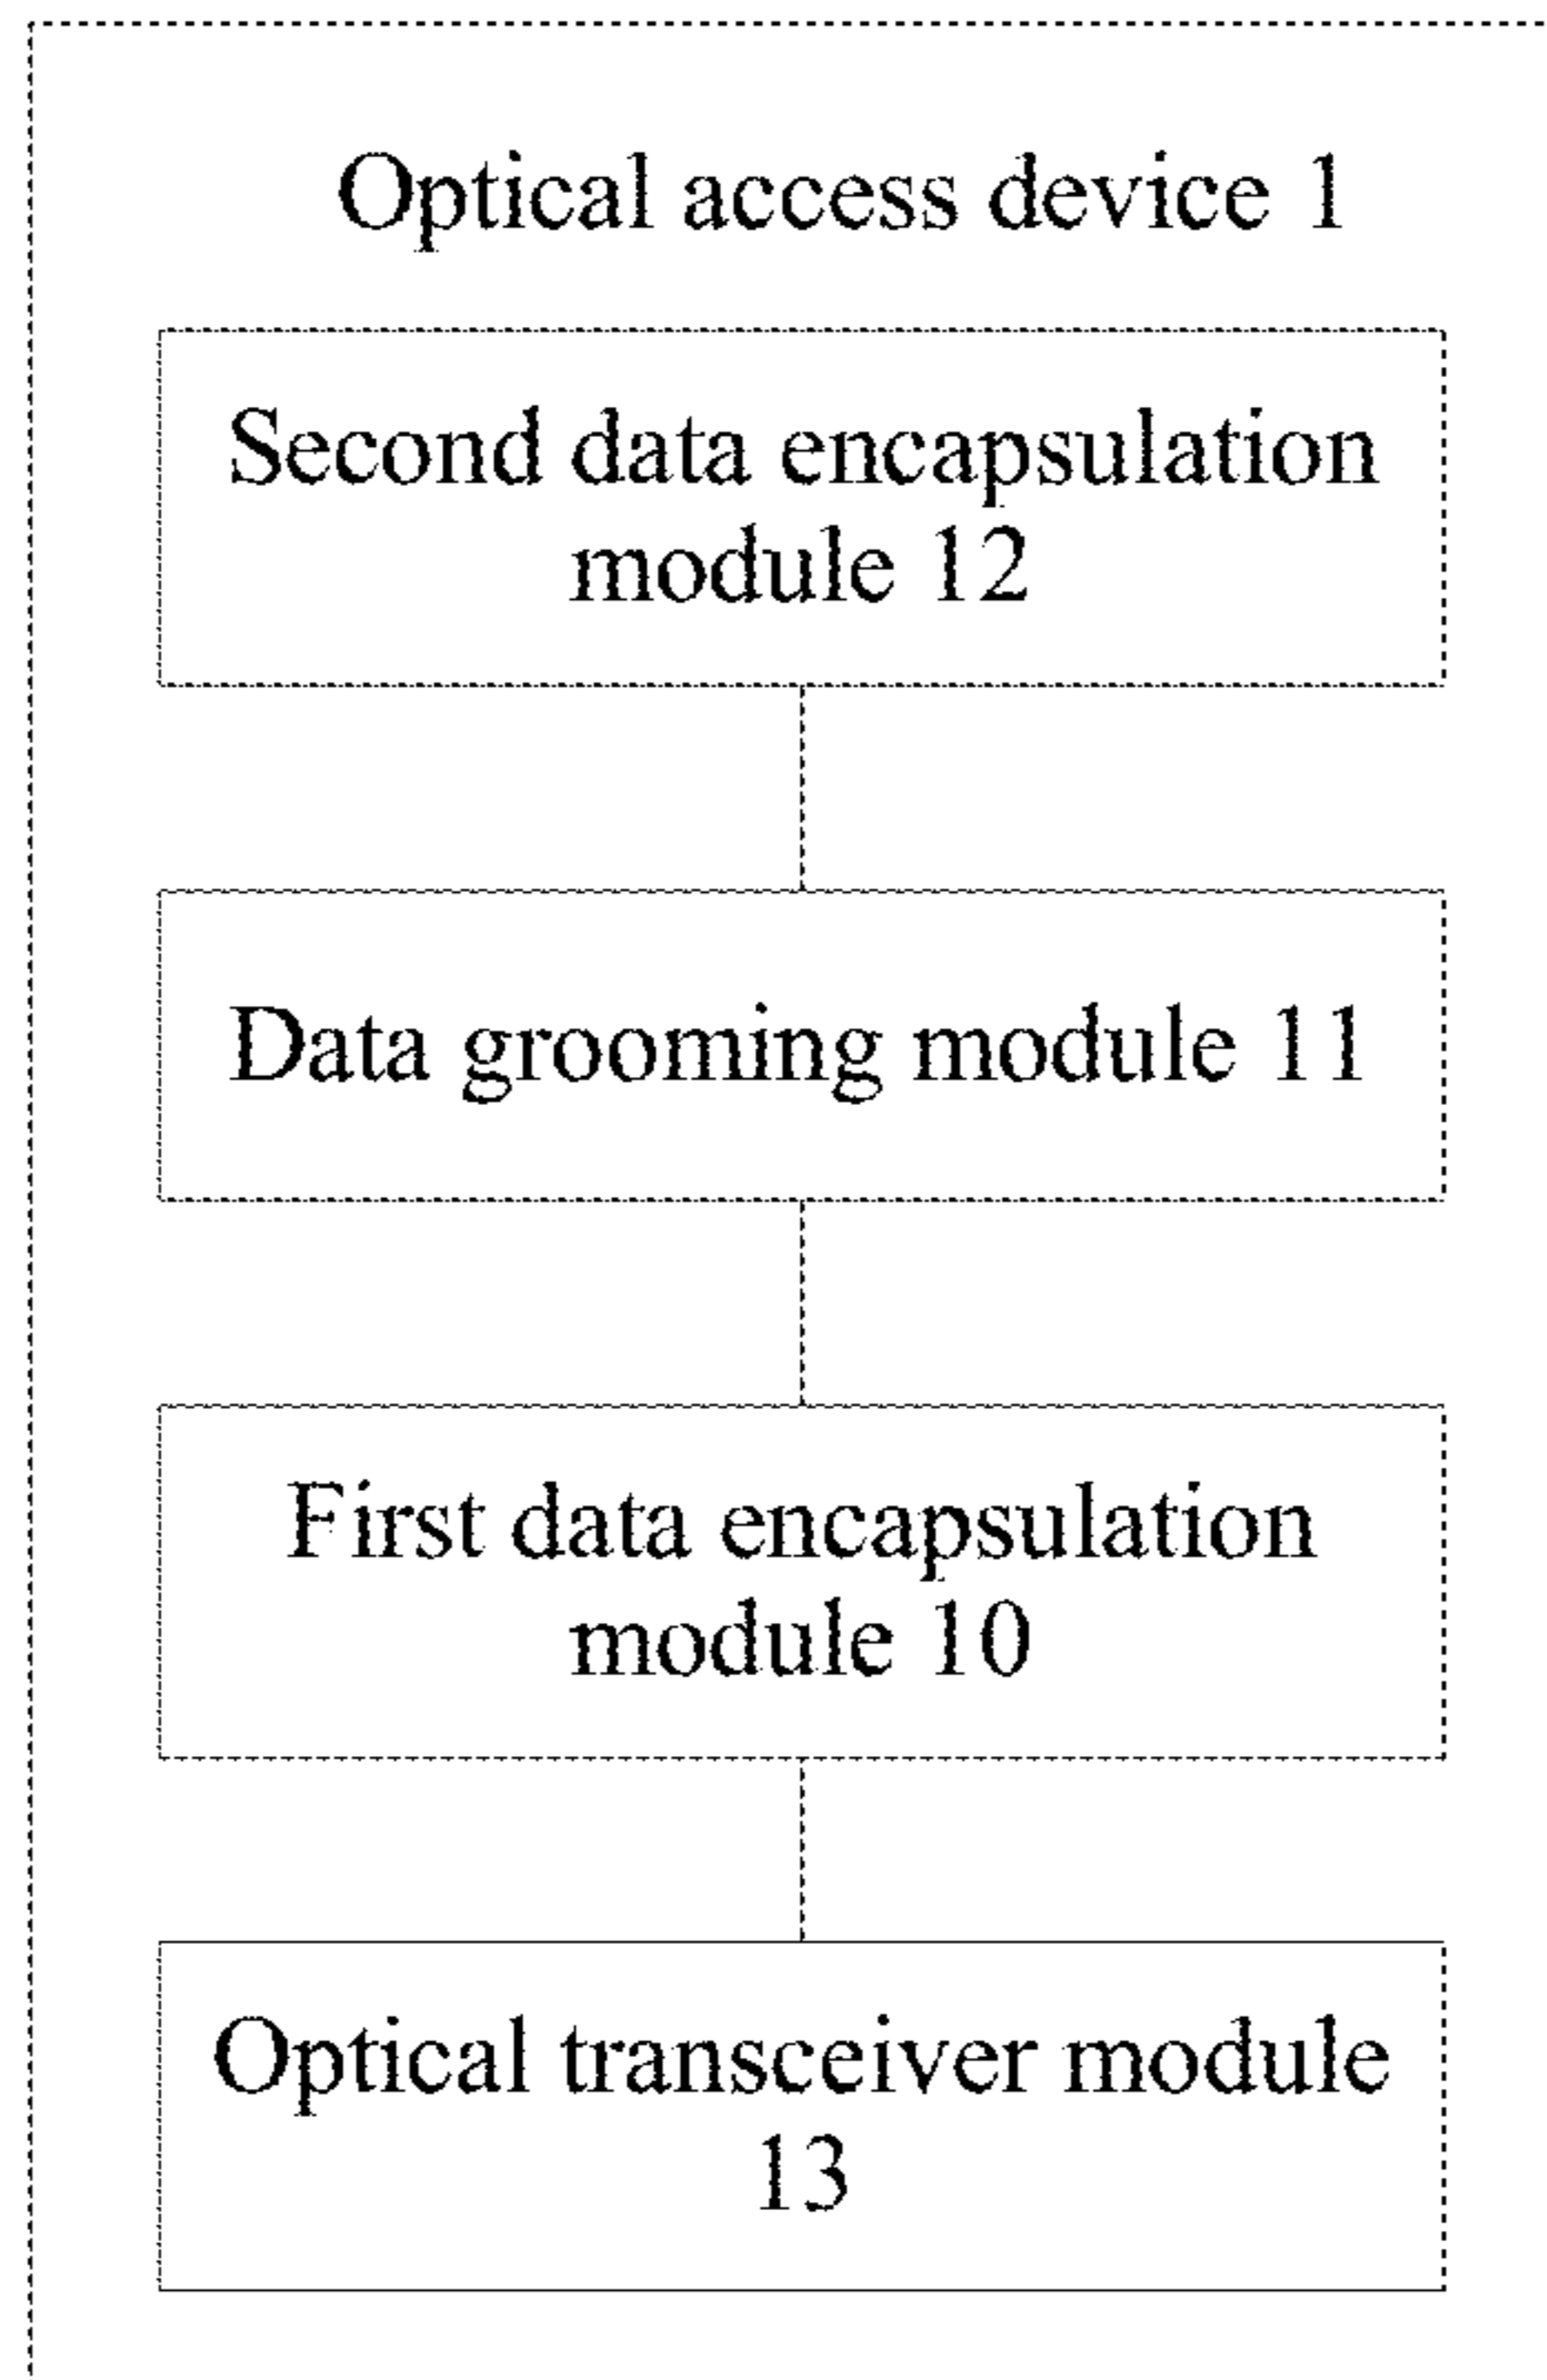 Optical access device 1
Second data encapsulation
module 12
Data grooming module 11
First data encapsulation
module 10
Optical transceiver module
13